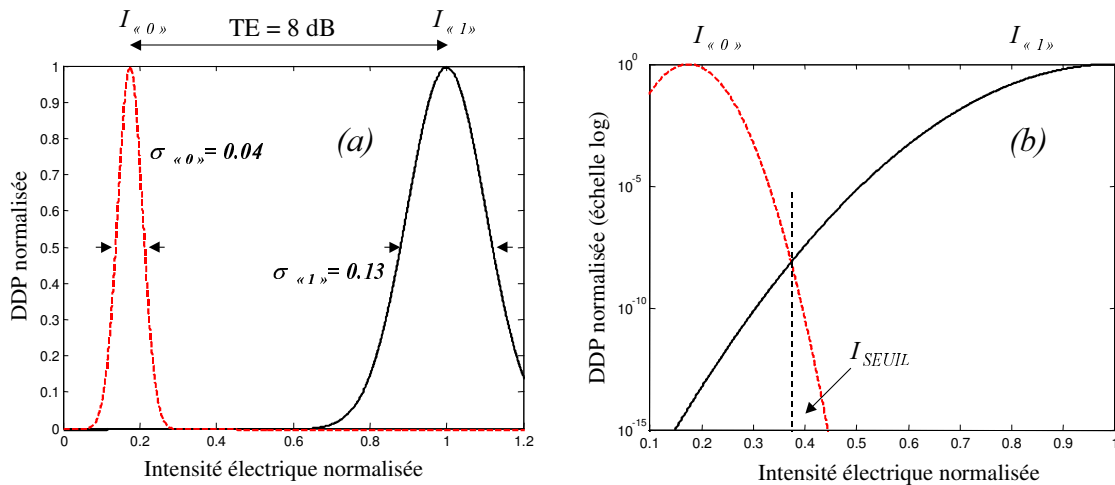 I « 0 » TE = 8 dB I « 1 »
1
0.9
0.8
0.7
0.6
0.5
0.4
0.3
0.2
0.1
0
DDP normalisée
(a)
σ « 0 » = 0.04
σ « 1 » = 0.13
0 0.2 0.4 0.6 0.8 1 1.2
Intensité électrique normalisée
I « 0 » I « 1 »
10^0
10^-5
10^-10
10^-15
DDP normalisée (échelle log)
(b)
I SEUIL
0.1 0.2 0.3 0.4 0.5 0.6 0.7 0.8 0.9 1
Intensité électrique normalisée